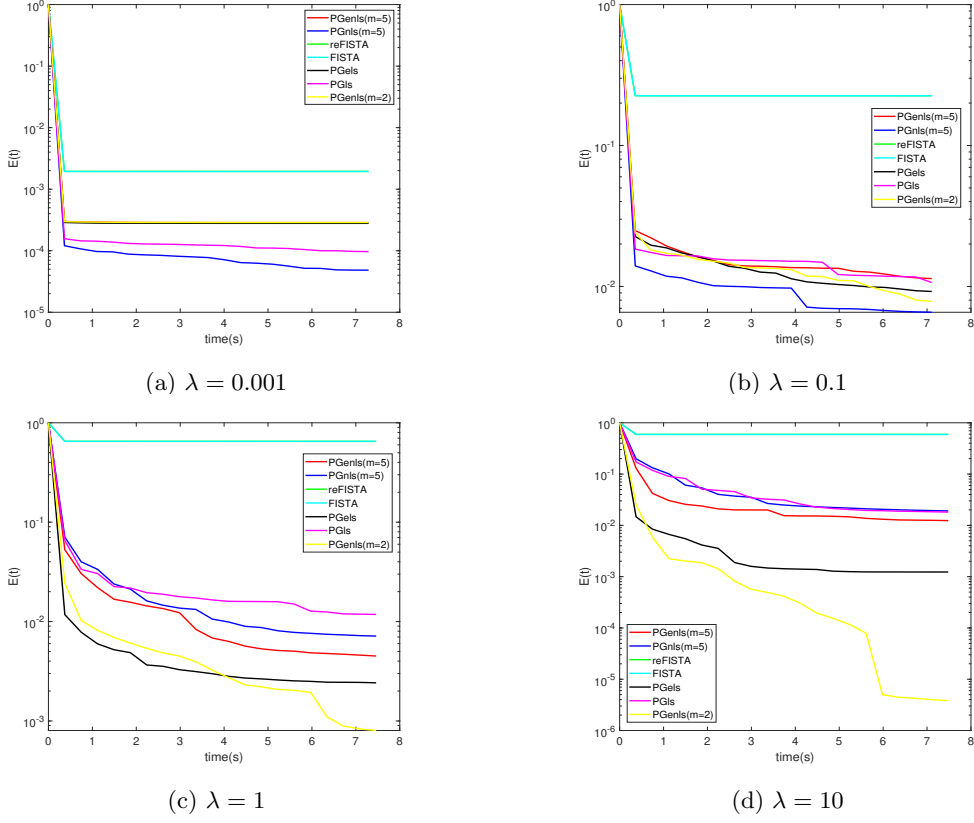 10^0
10^-1
10^-2
10^-3
10^-4
10^-5
E(t)
0 1 2 3 4 5 6 7 8
time(s)
PGenls(m=5)
PGnls(m=5)
reFISTA
FISTA
PGels
PGls
PGenls(m=2)
(a) λ = 0.001
10^0
10^-1
10^-2
E(t)
0 1 2 3 4 5 6 7 8
time(s)
PGenls(m=5)
PGnls(m=5)
reFISTA
FISTA
PGels
PGls
PGenls(m=2)
(b) λ = 0.1
10^0
10^-1
10^-2
10^-3
E(t)
0 1 2 3 4 5 6 7 8
time(s)
PGenls(m=5)
PGnls(m=5)
reFISTA
FISTA
PGels
PGls
PGenls(m=2)
(c) λ = 1
10^0
10^-1
10^-2
10^-3
10^-4
10^-5
10^-6
E(t)
0 1 2 3 4 5 6 7 8
time(s)
PGenls(m=5)
PGnls(m=5)
reFISTA
FISTA
PGels
PGls
PGenls(m=2)
(d) λ = 10